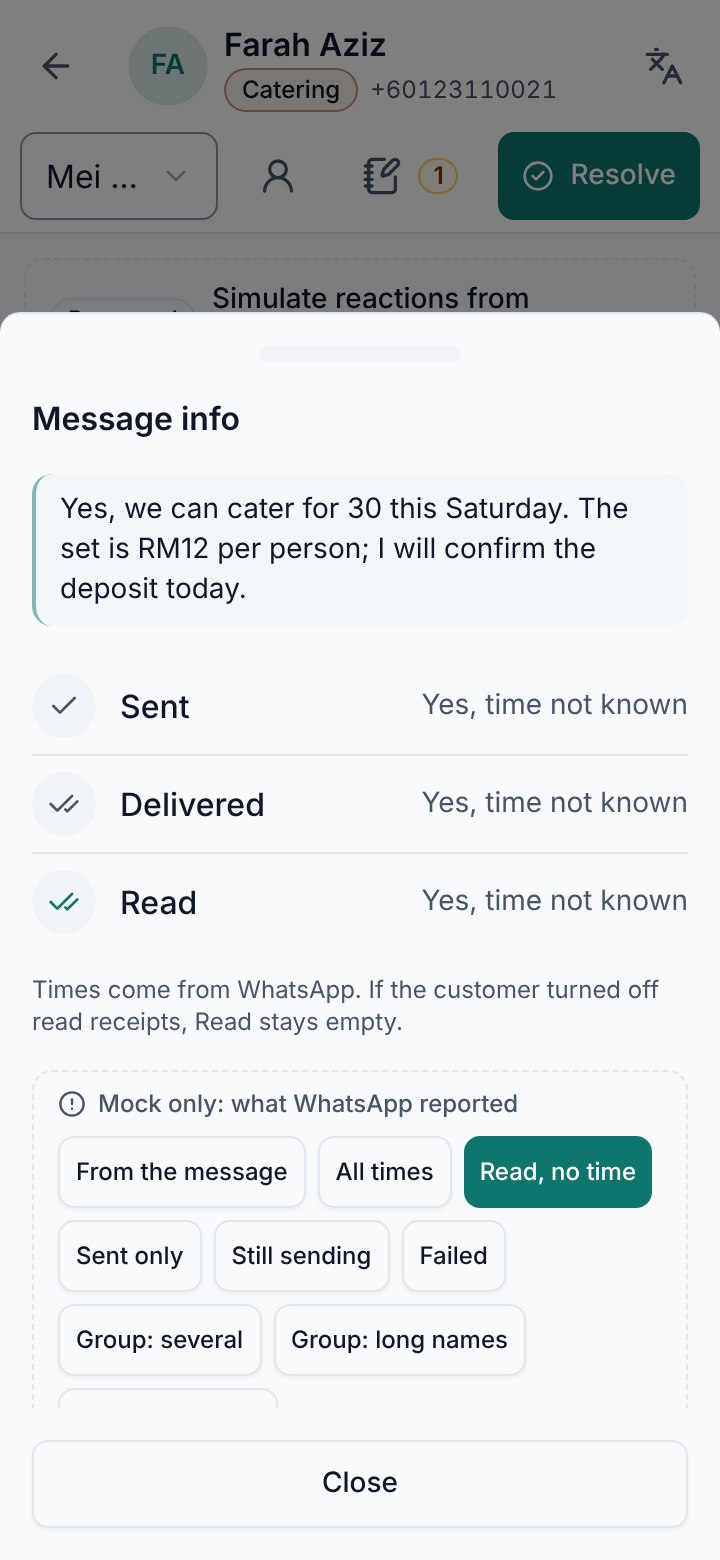 FA
Farah Aziz
Catering
+60123110021
Mei ...
1
Resolve
Simulate reactions from
Message info
Yes, we can cater for 30 this Saturday. The
set is RM12 per person; I will confirm the
deposit today.
Sent
Yes, time not known
Delivered
Yes, time not known
Read
Yes, time not known
Times come from WhatsApp. If the customer turned off
read receipts, Read stays empty.
Mock only: what WhatsApp reported
From the message
All times
Read, no time
Sent only
Still sending
Failed
Group: several
Group: long names
Close